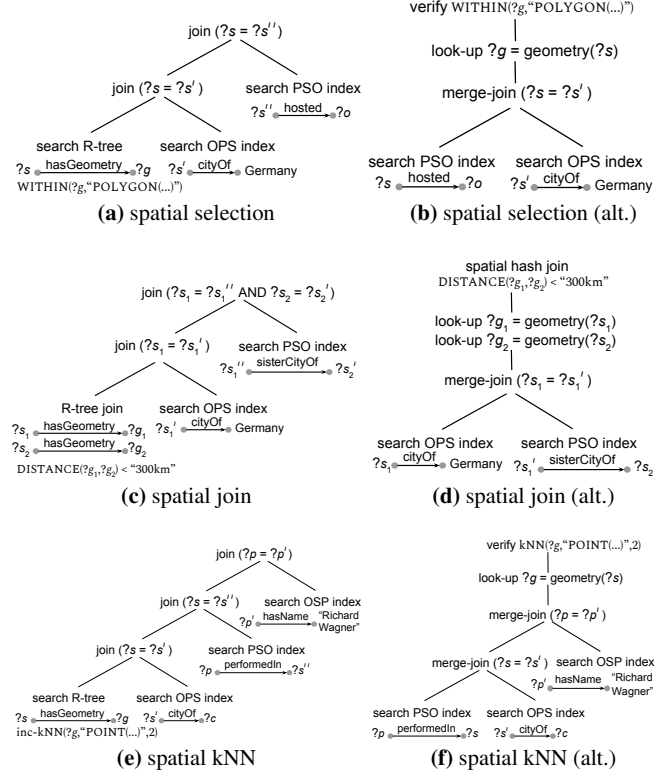 join (?s = ?s′′)
join (?s = ?s′)
search PSO index
?s′′ hosted ?o
search R-tree
search OPS index
?s hasGeometry ?g
?s′ cityOf Germany
WITHIN(?g,“POLYGON(...)”)
(a) spatial selection
verify WITHIN(?g,“POLYGON(...)”)
look-up ?g = geometry(?s)
merge-join (?s = ?s′)
search PSO index
search OPS index
?s hosted ?o
?s′ cityOf Germany
(b) spatial selection (alt.)
join (?s₁ = ?s₁′′ AND ?s₂ = ?s₂′)
join (?s₁ = ?s₁′)
search PSO index
?s₁′′ sisterCityOf ?s₂′
R-tree join
search OPS index
?s₁ hasGeometry ?g₁
?s₁′ cityOf Germany
?s₂ hasGeometry ?g₂
DISTANCE(?g₁,?g₂) < “300km”
(c) spatial join
spatial hash join
DISTANCE(?g₁,?g₂) < “300km”
look-up ?g₁ = geometry(?s₁)
look-up ?g₂ = geometry(?s₂)
merge-join (?s₁ = ?s₁′)
search OPS index
search PSO index
?s₁ cityOf Germany
?s₁′ sisterCityOf ?s₂
(d) spatial join (alt.)
join (?p = ?p′)
join (?s = ?s′′)
search OSP index
?p′ hasName “Richard
Wagner”
join (?s = ?s′)
search PSO index
?p performedIn ?s′′
search R-tree
search OPS index
?s hasGeometry ?g
?s′ cityOf ?c
inc-kNN(?g,“POINT(...)”,2)
(e) spatial kNN
verify kNN(?g,“POINT(...)”,2)
look-up ?g = geometry(?s)
merge-join (?p = ?p′)
merge-join (?s = ?s′)
search OSP index
?p′ hasName “Richard
Wagner”
search PSO index
search OPS index
?p performedIn ?s
?s′ cityOf ?c
(f) spatial kNN (alt.)